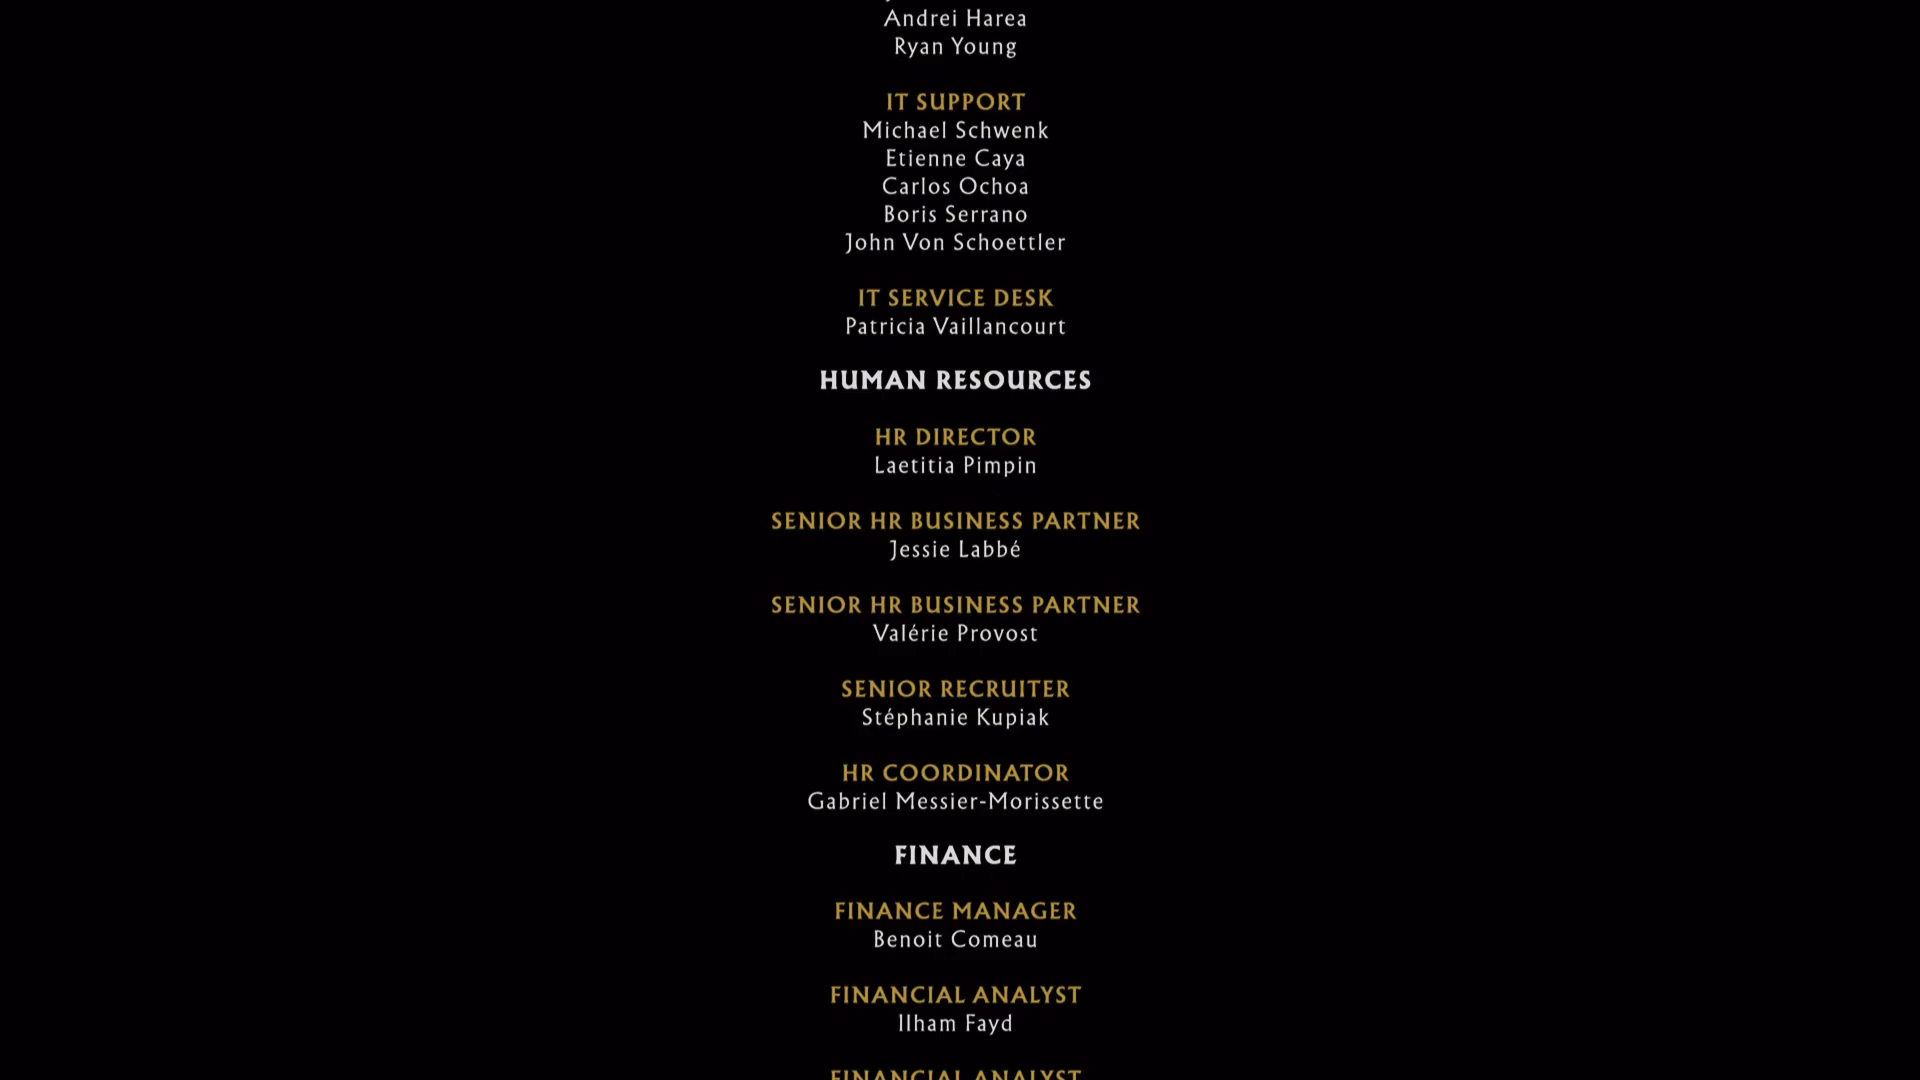 Andrei Harea
Ryan Young
IT SUPPORT
Michael Schwenk
Etienne Caya
Carlos Ochoa
Boris Serrano
John Von Schoettler
IT SERVICE DESK
Patricia Vaillancourt
HUMAN RESOURCES
HR DIRECTOR
Laetitia Pimpin
SENIOR HR BUSINESS PARTNER
Jessie Labbé
SENIOR HR BUSINESS PARTNER
Valérie Provost
SENIOR RECRUITER
Stéphanie Kupiak
HR COORDINATOR
Gabriel Messier-Morissette
FINANCE
FINANCE MANAGER
Benoit Comeau
FINANCIAL ANALYST
Ilham Fayd
FINANCIAL ANALYST